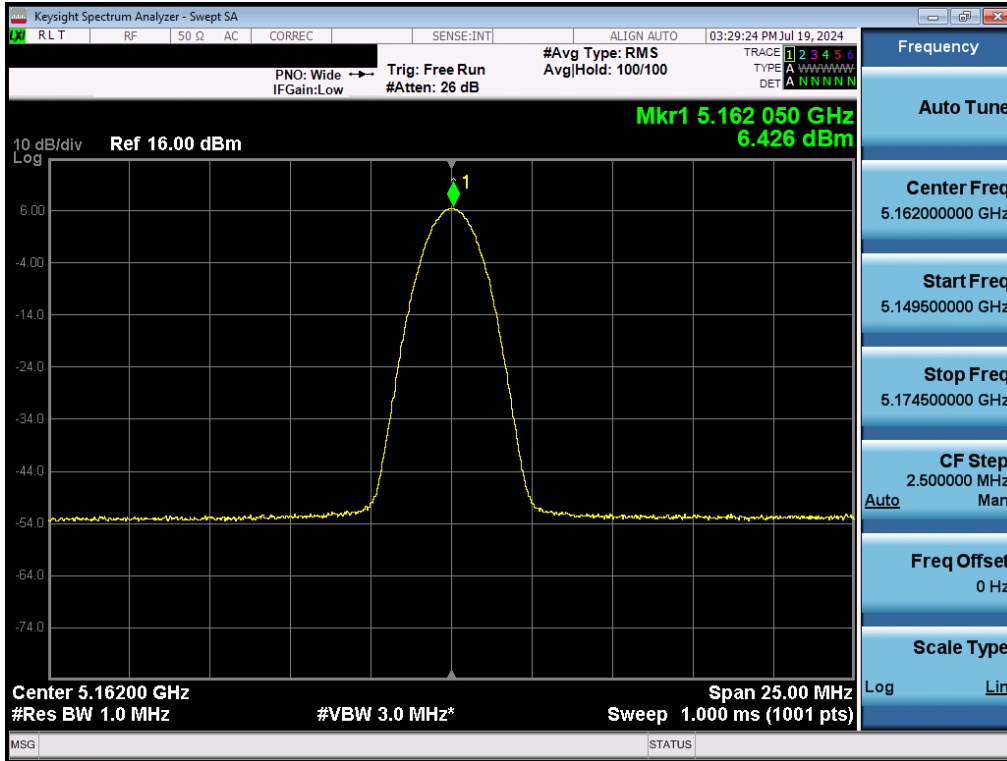 Keysight Spectrum Analyzer - Swept SA
LXI RLT RF 50 Ω AC CORREC SENSE:INT ALIGN AUTO 03:29:24 PM Jul 19, 2024
PNO: Wide
IFGain:Low
Trig: Free Run
#Atten: 26 dB
#Avg Type: RMS
Avg|Hold: 100/100
TRACE 1 2 3 4 5 6
TYPE A WWWWW
DET A N N N N N
Mkr1 5.162 050 GHz
6.426 dBm
10 dB/div
Log
Ref 16.00 dBm
1
6.00
-4.00
-14.0
-24.0
-34.0
-44.0
-54.0
-64.0
-74.0
Center 5.16200 GHz
Span 25.00 MHz
#Res BW 1.0 MHz
#VBW 3.0 MHz*
Sweep 1.000 ms (1001 pts)
MSG
STATUS
Frequency
Auto Tune
Center Freq
5.162000000 GHz
Start Freq
5.149500000 GHz
Stop Freq
5.174500000 GHz
CF Step
2.500000 MHz
Auto Man
Freq Offset
0 Hz
Scale Type
Log Lin